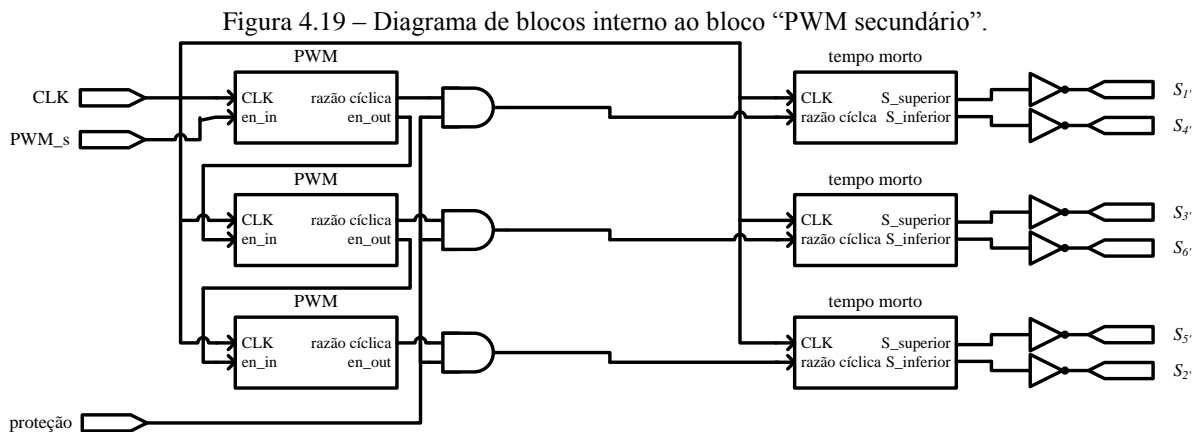 Figura 4.19 – Diagrama de blocos interno ao bloco “PWM secundário”.
PWM
tempo morto
CLK
PWM_s
CLK
en_in
razão cíclica
en_out
CLK
razão cíclca
S_superior
S_inferior
S1'
S4'
PWM
tempo morto
CLK
en_in
razão cíclica
en_out
CLK
razão cíclica
S_superior
S_inferior
S3'
S6'
PWM
tempo morto
CLK
en_in
razão cíclica
en_out
CLK
razão cíclica
S_superior
S_inferior
S5'
S2'
proteção